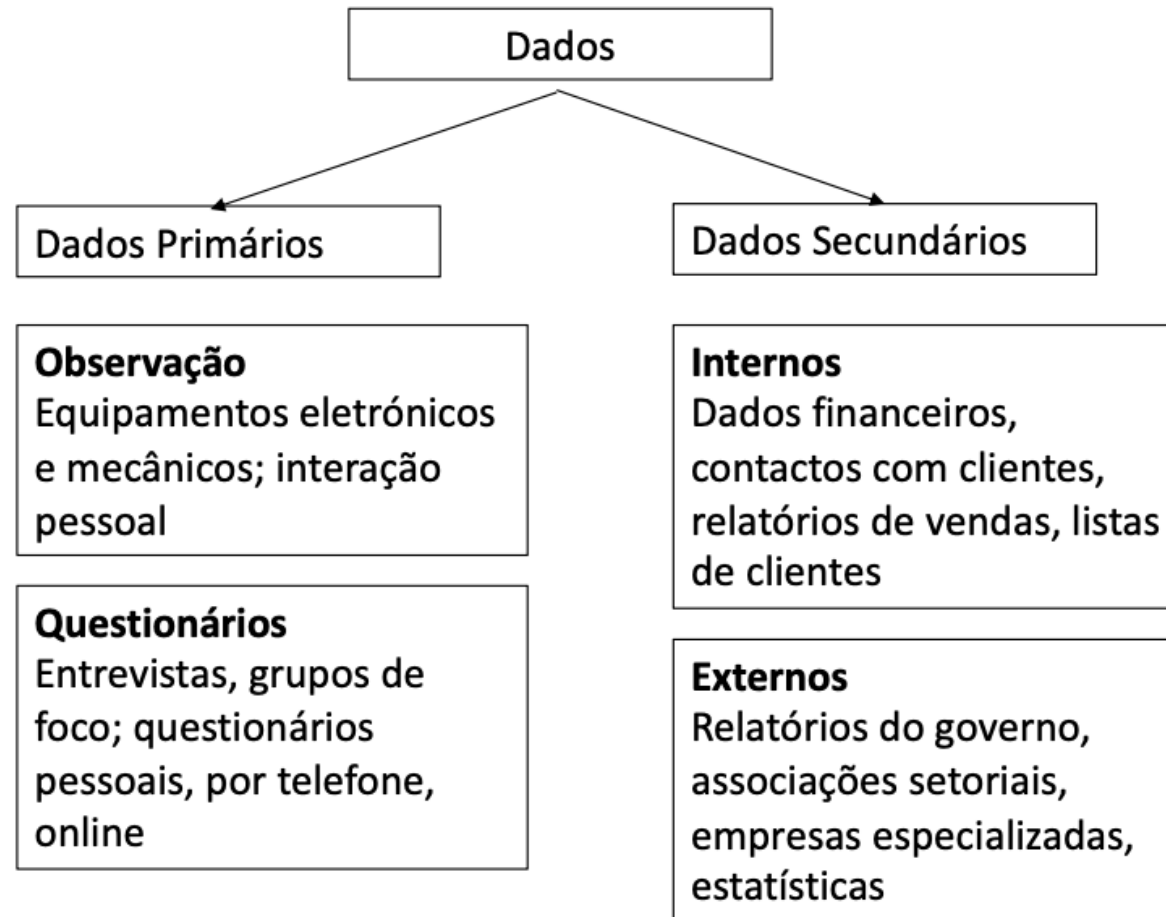 Dados
Dados Primários
Dados Secundários
Observação
Equipamentos eletrónicos
e mecânicos; interação
pessoal
Questionários
Entrevistas, grupos de
foco; questionários
pessoais, por telefone,
online
Internos
Dados financeiros,
contactos com clientes,
relatórios de vendas, listas
de clientes
Externos
Relatórios do governo,
associações setoriais,
empresas especializadas,
estatísticas